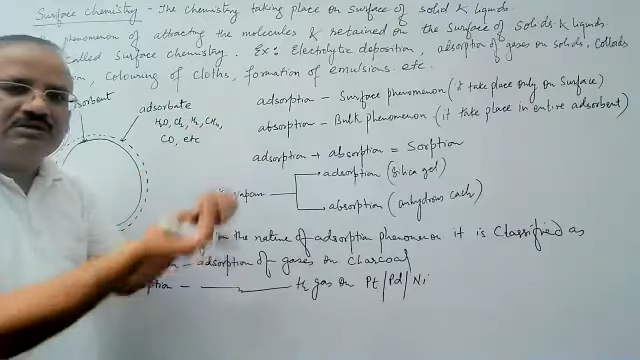 Surface Chemistry - The Chemistry taking place on surface of solid & liquids.
phenomenon of attracting the molecules & retained on the surface of solids & liquids.
called surface chemistry. Ex: Electrolytic deposition, adsorption of gases on solids, Colloids
Colouring of cloths, formation of emulsions etc.
adsorbate
H2O, Cl2, H2, CH4,
CO, etc
adsorption - Surface phenomenon (it take place only on surface)
absorption - Bulk phenomenon (it take place in entire adsorbent)
adsorption + absorption = Sorption
adsorption (silica gel)
absorption (anhydrous CaCl2)
on the nature of adsorption phenomenon it is classified as
- adsorption of gases on charcoal
- H2 gas on Pt/Pd/Ni